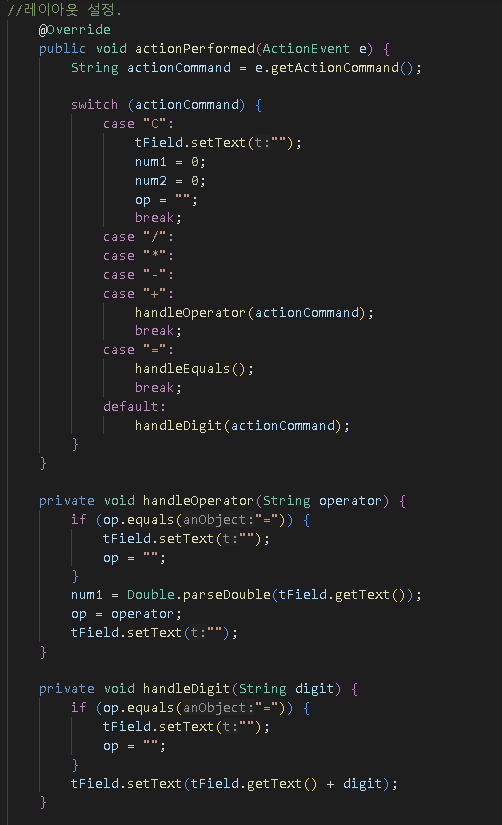 //레이아웃 설정.
@Override
public void actionPerformed(ActionEvent e) {
String actionCommand = e.getActionCommand();
switch (actionCommand) {
case "C":
tField.setText(t:"");
num1 = 0;
num2 = 0;
op = "";
break;
case "/":
case "*":
case "-":
case "+":
handleOperator(actionCommand);
break;
case "=":
handleEquals();
break;
default:
handleDigit(actionCommand);
}
}
private void handleOperator(String operator) {
if (op.equals(anObject:"=")) {
tField.setText(t:"");
op = "";
}
num1 = Double.parseDouble(tField.getText());
op = operator;
tField.setText(t:"");
}
private void handleDigit(String digit) {
if (op.equals(anObject:"=")) {
tField.setText(t:"");
op = "";
}
tField.setText(tField.getText() + digit);
}